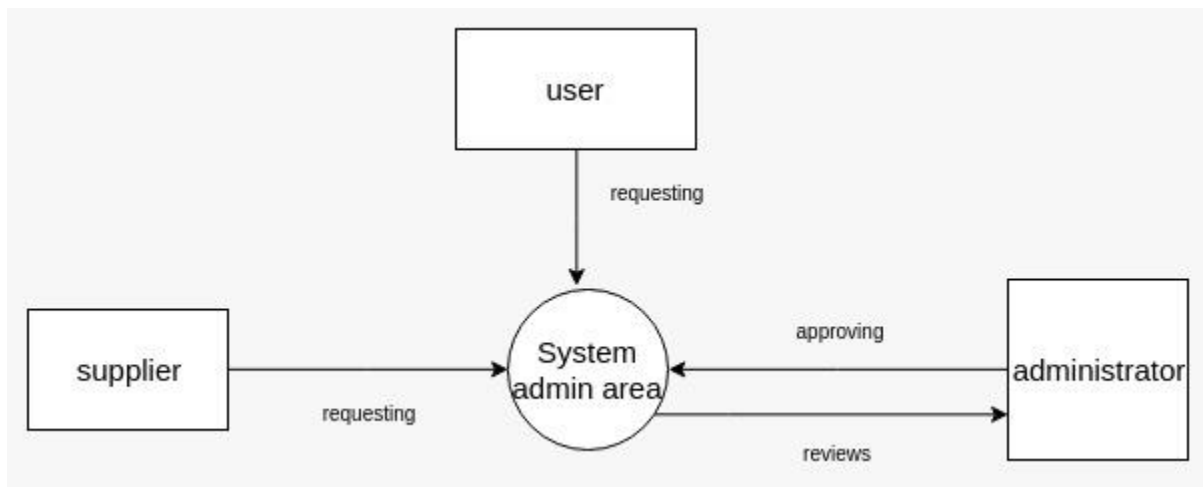 user
requesting
System
admin area
supplier
requesting
approving
administrator
reviews